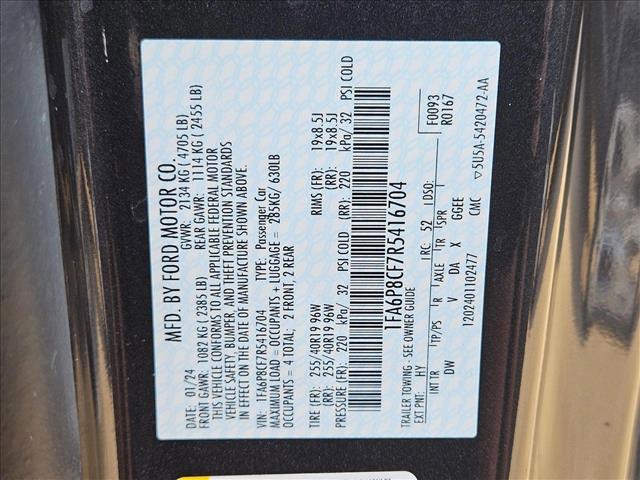 MFD. BY FORD MOTOR CO.
DATE: 01/24 GVWR: 2134 KG (4705 LB)
FRONT GAWR: 1082 KG (2385LB) REAR GAWR: 1114 KG (2455 LB)
THIS VEHICLE CONFORMS TO ALL APPLICABLE FEDERAL MOTOR
VEHICLE SAFETY, BUMPER, AND THEFT PREVENTION STANDARDS
IN EFFECT ON THE DATE OF MANUFACTURE SHOWN ABOVE.
VIN: 1FA6P8CF7R5416704 TYPE: Passenger Car
MAXIMUM LOAD = OCCUPANTS + LUGGAGE = 285KG/ 630LB
OCCUPANTS = 4 TOTAL: 2 FRONT, 2 REAR
TIRE (FR): 255/40R19 96W RIMS (FR): 19x8.5J
(RR): 255/40R19 96W (RR): 19x8.5J
PRESSURE (FR): 220 kPa/ 32 PSI COLD (RR): 220 kPa/ 32 PSI COLD
1FA6P8CF7R5416704
TRAILER TOWING - SEE OWNER GUIDE
EXT PNT: HY RC: 52 DSO: F0093
R0167
INT TR TP/PS R AXLE TR SPR
DW V DA X GGEE
1202401102477 CMC ▽5U5A-5420472-AA